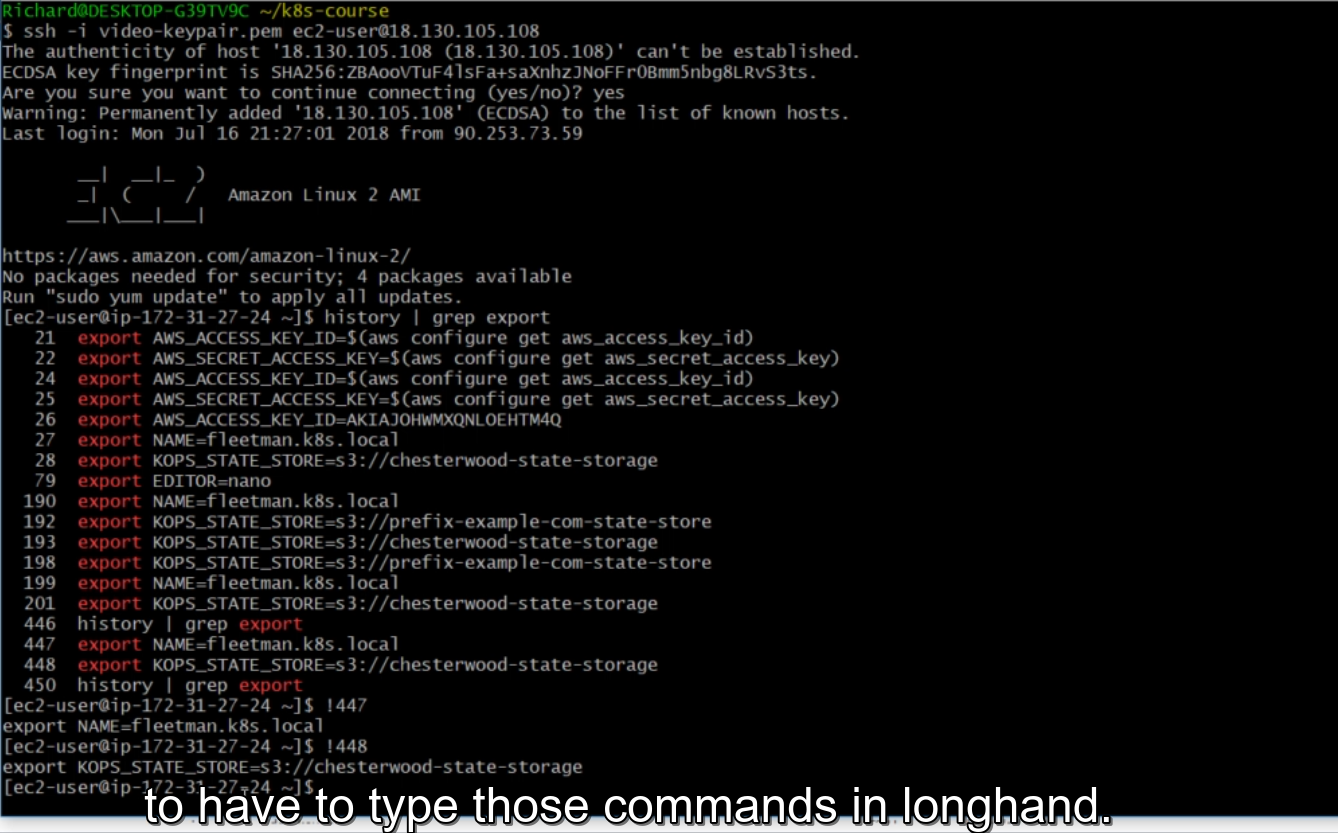 Richard@DESKTOP-G39TV9C ~/k8s-course
$ ssh -i video-keypair.pem ec2-user@18.130.105.108
The authenticity of host '18.130.105.108 (18.130.105.108)' can't be established.
ECDSA key fingerprint is SHA256:ZBAooVTuF4lsFa+saXnhzJNoFFrOBmm5nbg8LRvS3ts.
Are you sure you want to continue connecting (yes/no)? yes
Warning: Permanently added '18.130.105.108' (ECDSA) to the list of known hosts.
Last login: Mon Jul 16 21:27:01 2018 from 90.253.73.59
__|  __|_  )
_|  (     /   Amazon Linux 2 AMI
___|\___|___|
https://aws.amazon.com/amazon-linux-2/
No packages needed for security; 4 packages available
Run "sudo yum update" to apply all updates.
[ec2-user@ip-172-31-27-24 ~]$ history | grep export
21  export AWS_ACCESS_KEY_ID=$(aws configure get aws_access_key_id)
22  export AWS_SECRET_ACCESS_KEY=$(aws configure get aws_secret_access_key)
24  export AWS_ACCESS_KEY_ID=$(aws configure get aws_access_key_id)
25  export AWS_SECRET_ACCESS_KEY=$(aws configure get aws_secret_access_key)
26  export AWS_ACCESS_KEY_ID=AKIAJOHWMXQNLOEHTM4Q
27  export NAME=fleetman.k8s.local
28  export KOPS_STATE_STORE=s3://chesterwood-state-storage
79  export EDITOR=nano
190  export NAME=fleetman.k8s.local
192  export KOPS_STATE_STORE=s3://prefix-example-com-state-store
193  export KOPS_STATE_STORE=s3://chesterwood-state-storage
198  export KOPS_STATE_STORE=s3://prefix-example-com-state-store
199  export NAME=fleetman.k8s.local
201  export KOPS_STATE_STORE=s3://chesterwood-state-storage
446  history | grep export
447  export NAME=fleetman.k8s.local
448  export KOPS_STATE_STORE=s3://chesterwood-state-storage
450  history | grep export
[ec2-user@ip-172-31-27-24 ~]$ !447
export NAME=fleetman.k8s.local
[ec2-user@ip-172-31-27-24 ~]$ !448
export KOPS_STATE_STORE=s3://chesterwood-state-storage
[ec2-user@ip-172-31-27-24 ~]$
to have to type those commands in longhand.